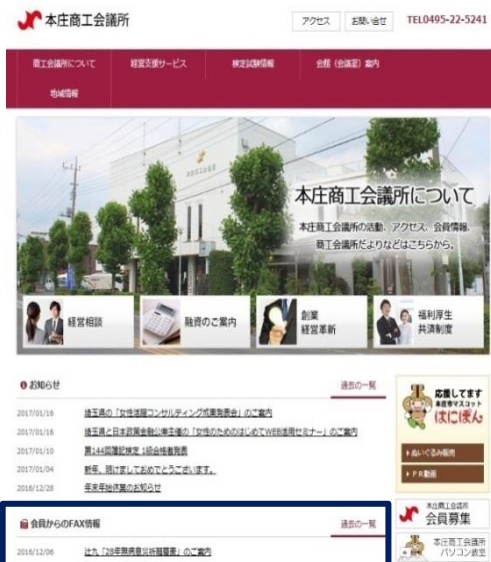 本庄商工会議所
アクセス
お問い合せ
TEL0495-22-5241
商工会議所について
経営支援サービス
検定試験情報
会館（会議室）案内
地域情報
本庄商工会議所について
本庄商工会議所の活動、アクセス、会員情報、
商工会議所だよりなどはこちらから。
経営相談
融資のご案内
創業
経営革新
福利厚生
共済制度
お知らせ
過去の一覧
2017/01/16 埼玉県の「女性活躍コンサルティング成果発表会」のご案内
2017/01/16 埼玉県と日本政策金融公庫主催の「女性のためのはじめてWEB活用セミナー」のご案内
2017/01/10 第144回簿記検定 1級合格者発表
2017/01/04 新年、明けましておめでとうございます。
2016/12/28 年末年始休業のお知らせ
応援してます
本庄市マスコット
はにぽん
ぬいぐるみ販売
PR動画
会員からのFAX情報
過去の一覧
2016/12/06
のご案内
本庄商工会議所
会員募集
本庄商工会議所
パソコン教室